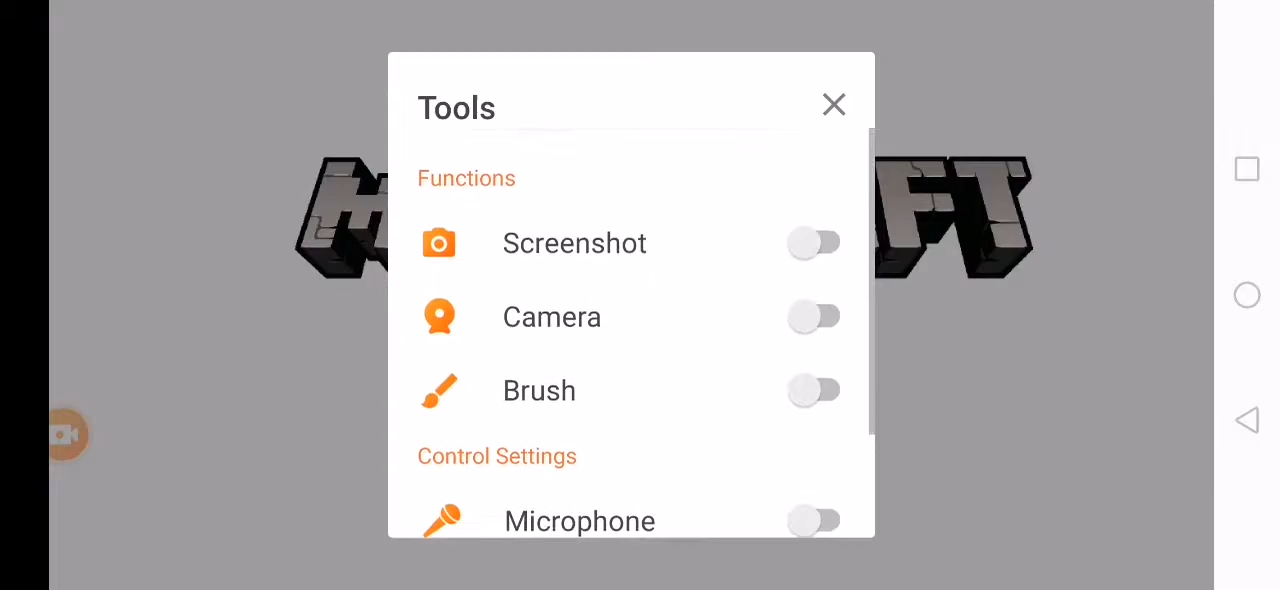 Tools
Functions
Screenshot
Camera
Brush
Control Settings
Microphone